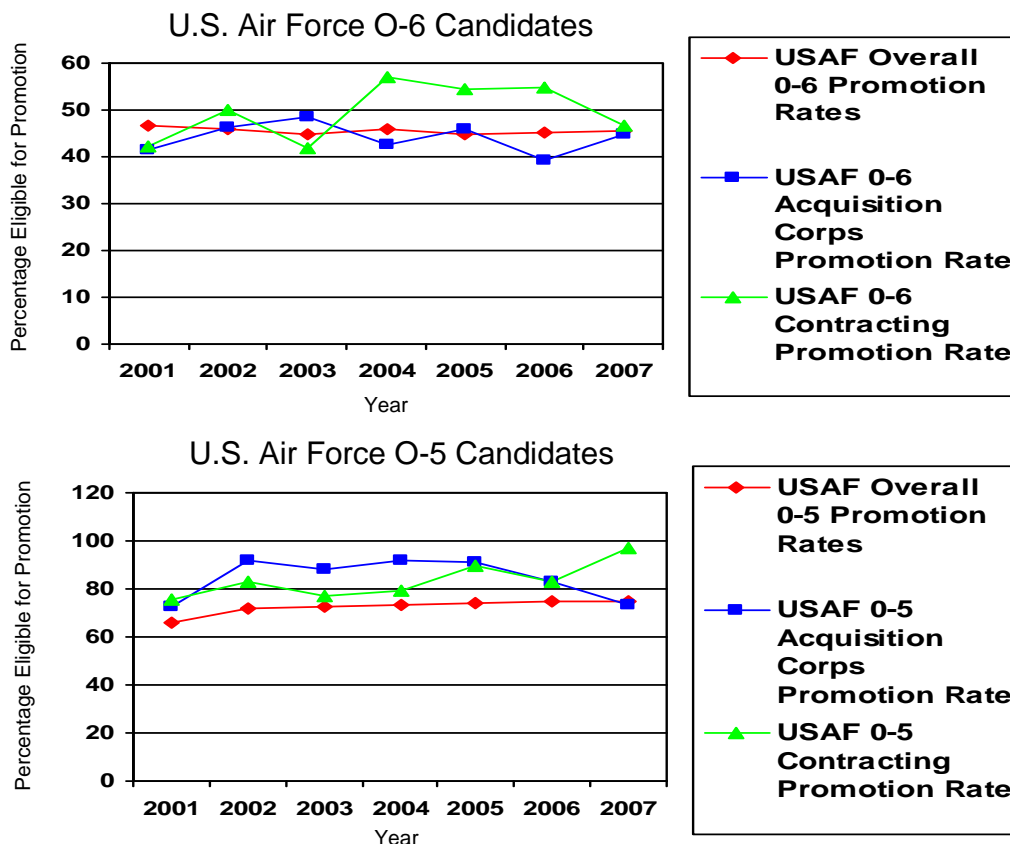 U.S. Air Force O-6 Candidates
Percentage Eligible for Promotion
60
50
40
30
20
10
0
2001 2002 2003 2004 2005 2006 2007
Year
USAF Overall
0-6 Promotion
Rates
USAF 0-6
Acquisition
Corps
Promotion Rate
USAF 0-6
Contracting
Promotion Rate
U.S. Air Force O-5 Candidates
Percentage Eligible for Promotion
120
100
80
60
40
20
0
2001 2002 2003 2004 2005 2006 2007
Year
USAF Overall
0-5 Promotion
Rates
USAF 0-5
Acquisition
Corps
Promotion Rate
USAF 0-5
Contracting
Promotion Rate